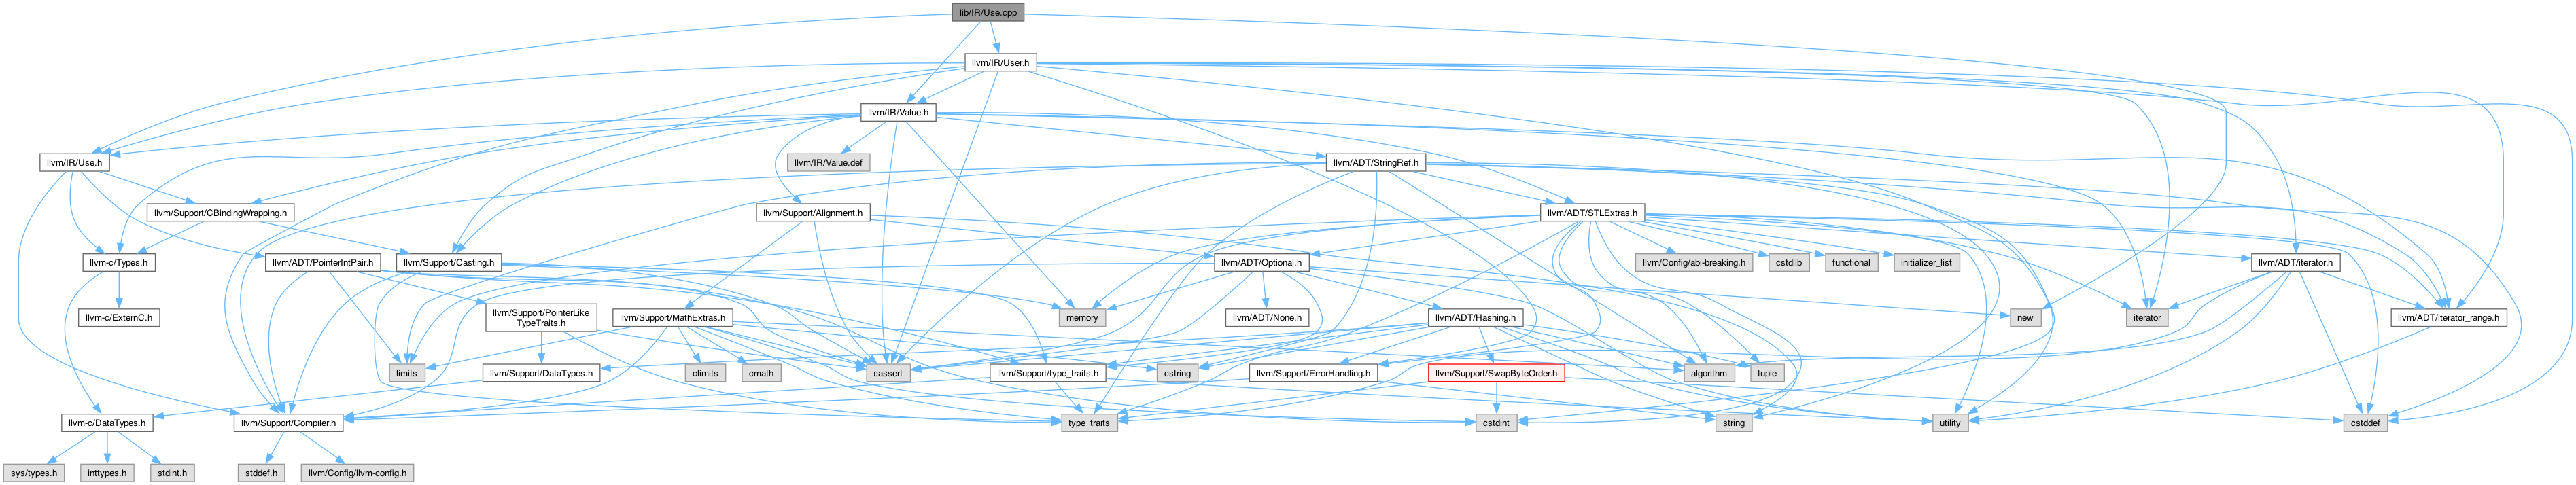 lib/IR/Use.cpp
llvm/IR/User.h
llvm/IR/Value.h
llvm/IR/Use.h
llvm/IR/Value.def
llvm/ADT/StringRef.h
llvm/Support/CBindingWrapping.h
llvm/Support/Alignment.h
llvm/ADT/STLExtras.h
llvm-c/Types.h
llvm/ADT/PointerIntPair.h
llvm/Support/Casting.h
llvm/ADT/Optional.h
llvm/Config/abi-breaking.h
cstdlib
functional
initializer_list
llvm/ADT/iterator.h
llvm-c/ExternC.h
llvm/Support/PointerLike
TypeTraits.h
llvm/Support/MathExtras.h
memory
llvm/ADT/None.h
llvm/ADT/Hashing.h
new
iterator
llvm/ADT/iterator_range.h
limits
llvm/Support/DataTypes.h
climits
cmath
cassert
llvm/Support/type_traits.h
cstring
llvm/Support/ErrorHandling.h
llvm/Support/SwapByteOrder.h
algorithm
tuple
llvm-c/DataTypes.h
llvm/Support/Compiler.h
type_traits
cstdint
string
utility
cstddef
sys/types.h
inttypes.h
stdint.h
stddef.h
llvm/Config/llvm-config.h